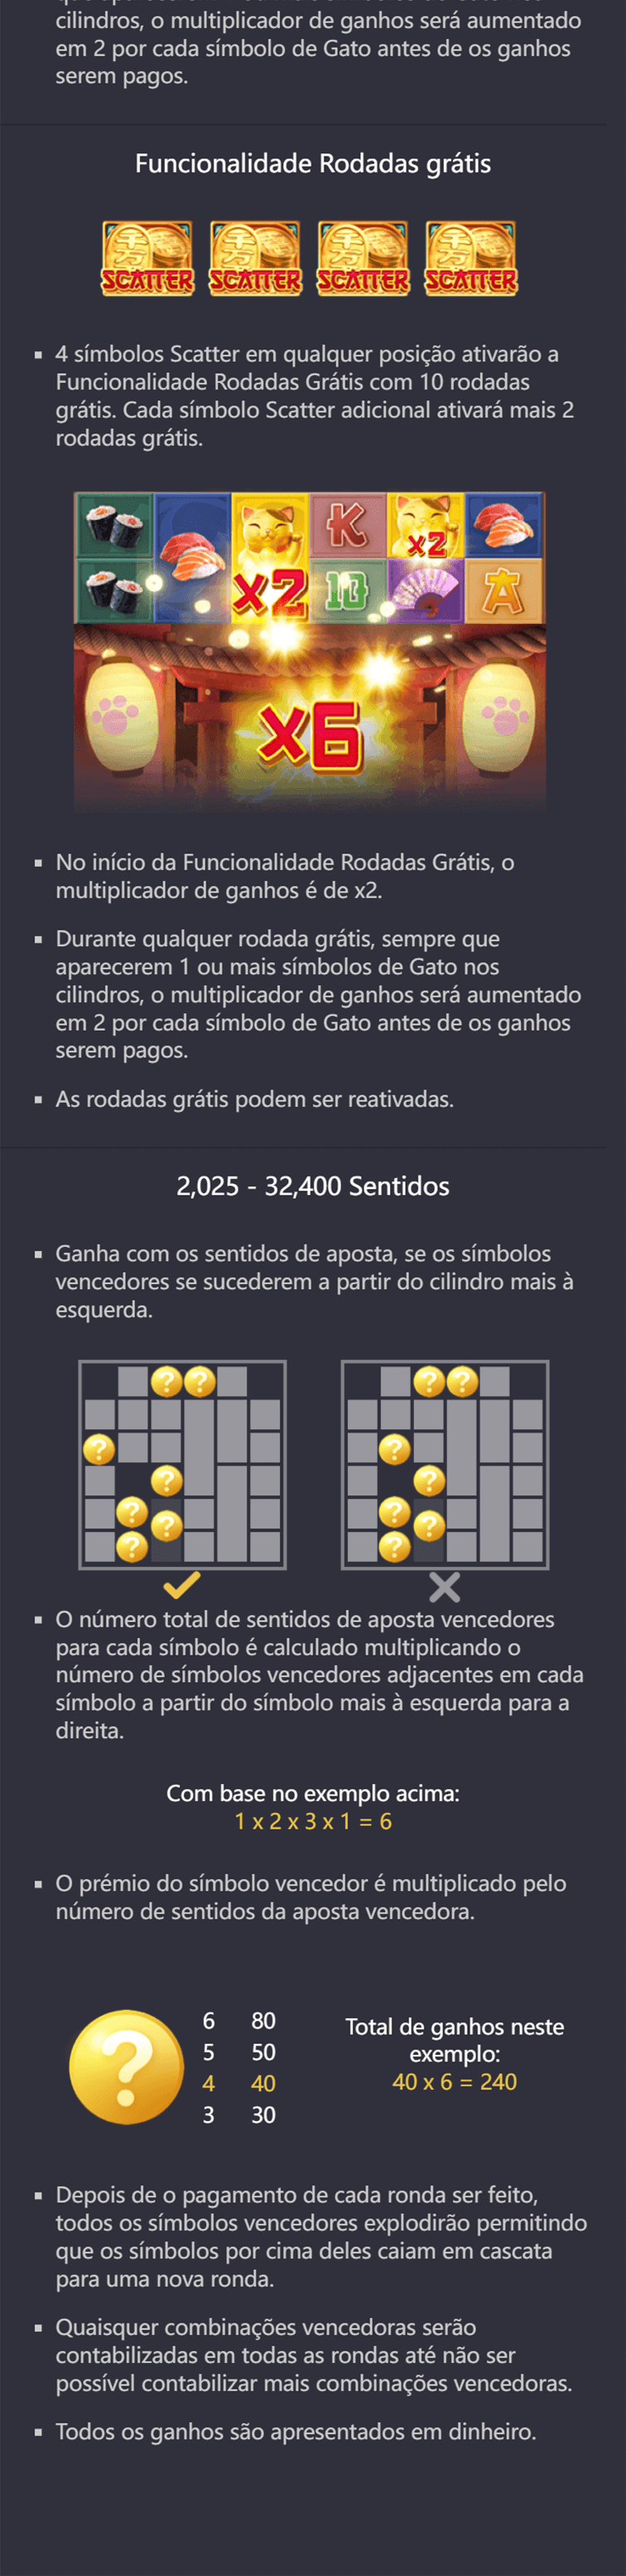 cilindros, o multiplicador de ganhos será aumentado
em 2 por cada símbolo de Gato antes de os ganhos
serem pagos.
Funcionalidade Rodadas grátis
SCATTER SCATTER SCATTER SCATTER
▪ 4 símbolos Scatter em qualquer posição ativarão a
Funcionalidade Rodadas Grátis com 10 rodadas
grátis. Cada símbolo Scatter adicional ativará mais 2
rodadas grátis.
K x2
x2 10 A
x6
▪ No início da Funcionalidade Rodadas Grátis, o
multiplicador de ganhos é de x2.
▪ Durante qualquer rodada grátis, sempre que
aparecerem 1 ou mais símbolos de Gato nos
cilindros, o multiplicador de ganhos será aumentado
em 2 por cada símbolo de Gato antes de os ganhos
serem pagos.
▪ As rodadas grátis podem ser reativadas.
2,025 - 32,400 Sentidos
▪ Ganha com os sentidos de aposta, se os símbolos
vencedores se sucederem a partir do cilindro mais à
esquerda.
? ? ? ?
? ?
? ?
? ? ? ?
? ?
▪ O número total de sentidos de aposta vencedores
para cada símbolo é calculado multiplicando o
número de símbolos vencedores adjacentes em cada
símbolo a partir do símbolo mais à esquerda para a
direita.
Com base no exemplo acima:
1 x 2 x 3 x 1 = 6
▪ O prémio do símbolo vencedor é multiplicado pelo
número de sentidos da aposta vencedora.
?
6 80
5 50
4 40
3 30
Total de ganhos neste
exemplo:
40 x 6 = 240
▪ Depois de o pagamento de cada ronda ser feito,
todos os símbolos vencedores explodirão permitindo
que os símbolos por cima deles caiam em cascata
para uma nova ronda.
▪ Quaisquer combinações vencedoras serão
contabilizadas em todas as rondas até não ser
possível contabilizar mais combinações vencedoras.
▪ Todos os ganhos são apresentados em dinheiro.